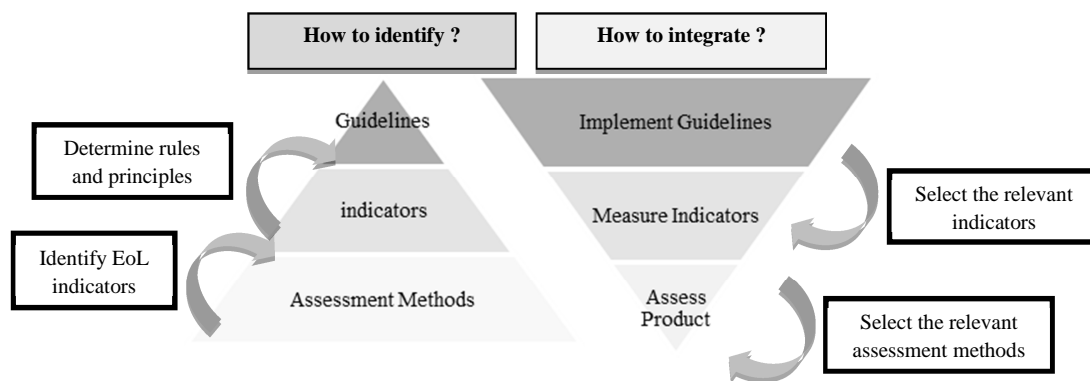 How to identify ?
How to integrate ?
Guidelines
Implement Guidelines
Determine rules
and principles
indicators
Measure Indicators
Select the relevant
indicators
Identify EoL
indicators
Assessment Methods
Assess
Product
Select the relevant
assessment methods